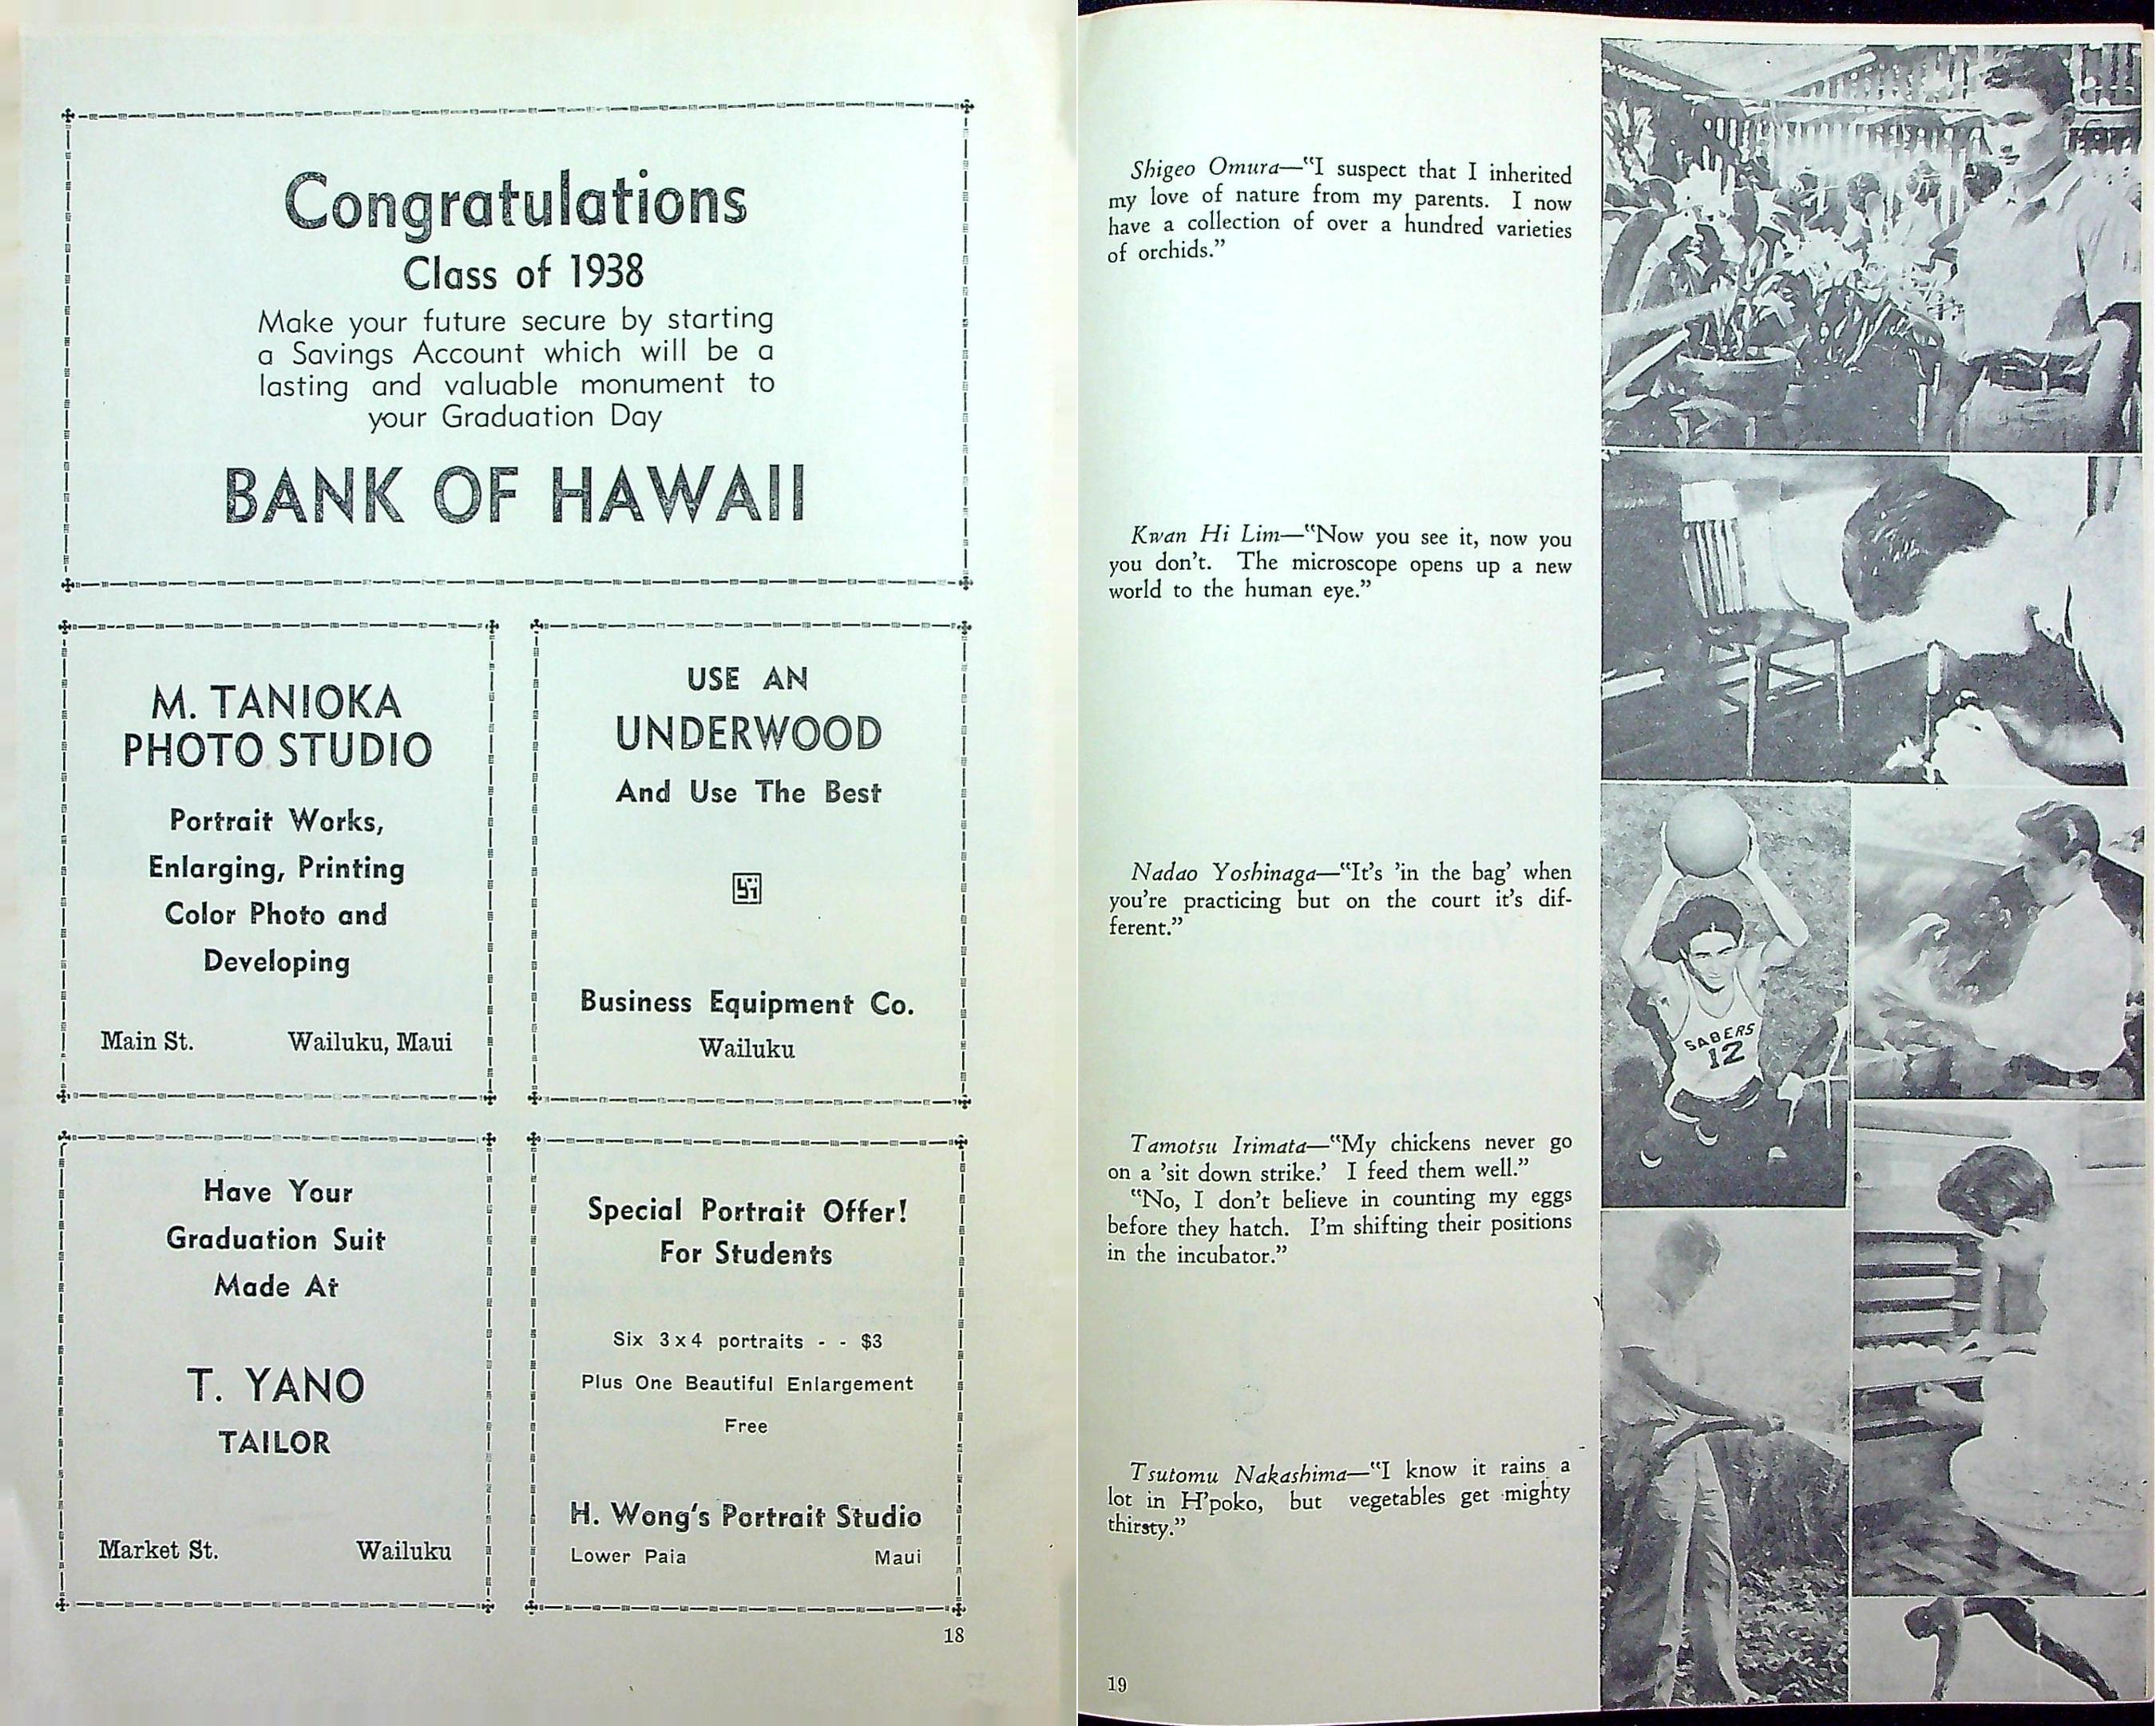 Congratulations
Class of 1938
Make your future secure by starting
a Savings Account which will be a
lasting and valuable monument to
your Graduation Day
BANK OF HAWAII
M. TANIOKA
PHOTO STUDIO
Portrait Works,
Enlarging, Printing
Color Photo and
Developing
Main St. Wailuku, Maui
USE AN
UNDERWOOD
And Use The Best
Business Equipment Co.
Wailuku
Have Your
Graduation Suit
Made At
T. YANO
TAILOR
Market St. Wailuku
Special Portrait Offer!
For Students
Six 3x4 portraits - - $3
Plus One Beautiful Enlargement
Free
H. Wong's Portrait Studio
Lower Paia Maui
18
Shigeo Omura—"I suspect that I inherited
my love of nature from my parents. I now
have a collection of over a hundred varieties
of orchids."
Kwan Hi Lim—"Now you see it, now you
you don't. The microscope opens up a new
world to the human eye."
Nadao Yoshinaga—"It's 'in the bag' when
you're practicing but on the court it's dif-
ferent."
SABERS
12
Tamotsu Irimata—"My chickens never go
on a 'sit down strike.' I feed them well."
"No, I don't believe in counting my eggs
before they hatch. I'm shifting their positions
in the incubator."
Tsutomu Nakashima—"I know it rains a
lot in H'poko, but vegetables get mighty
thirsty."
19